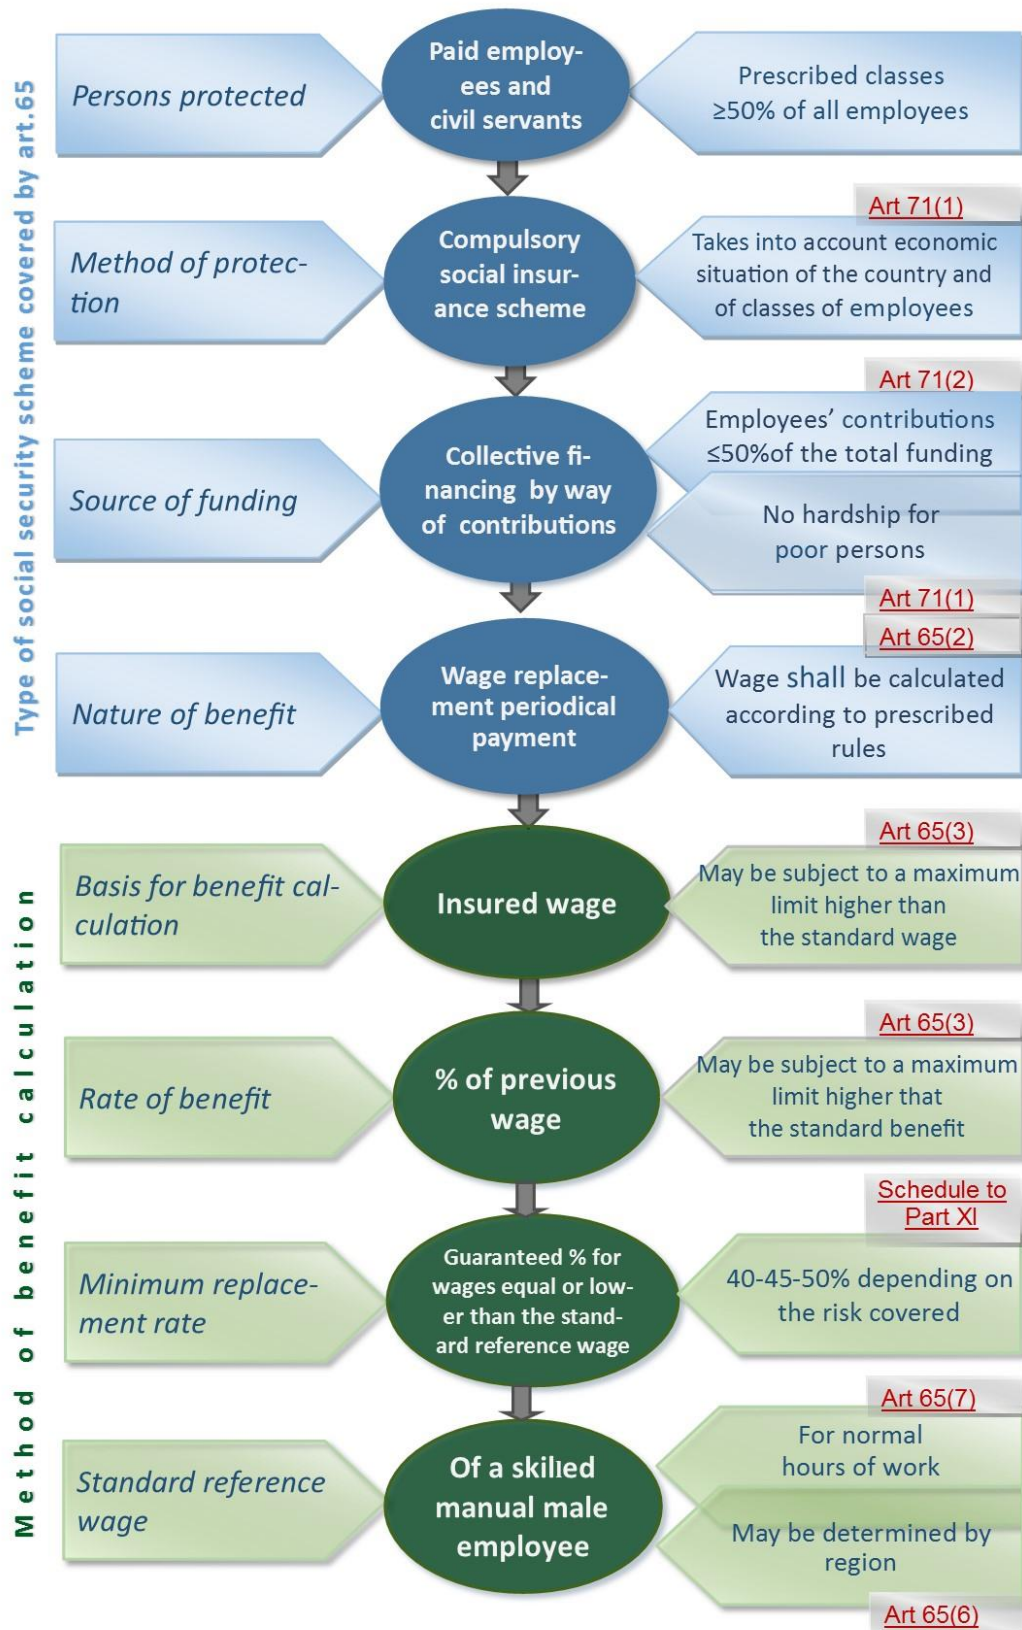 Type of social security scheme covered by art.65
Persons protected
Paid employ-
ees and
civil servants
Prescribed classes
≥50% of all employees
Method of protec-
tion
Compulsory
social insur-
ance scheme
Art 71(1)
Takes into account economic
situation of the country and
of classes of employees
Source of funding
Collective fi-
nancing by way
of contributions
Art 71(2)
Employees’ contributions
≤50%of the total funding
No hardship for
poor persons
Art 71(1)
Nature of benefit
Wage replace-
ment periodical
payment
Art 65(2)
Wage shall be calculated
according to prescribed
rules
Method of benefit calculation
Basis for benefit cal-
culation
Insured wage
Art 65(3)
May be subject to a maximum
limit higher than
the standard wage
Rate of benefit
% of previous
wage
Art 65(3)
May be subject to a maximum
limit higher that
the standard benefit
Minimum replace-
ment rate
Guaranteed % for
wages equal or low-
er than the stand-
ard reference wage
Schedule to
Part XI
40-45-50% depending on
the risk covered
Standard reference
wage
Of a skilled
manual male
employee
Art 65(7)
For normal
hours of work
May be determined by
region
Art 65(6)